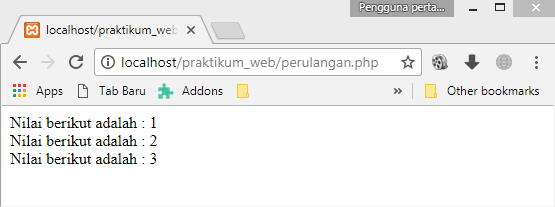 Pengguna perta...
localhost/praktikum_web
localhost/praktikum_web/perulangan.php
Apps Tab Baru Addons » Other bookmarks
Nilai berikut adalah : 1
Nilai berikut adalah : 2
Nilai berikut adalah : 3